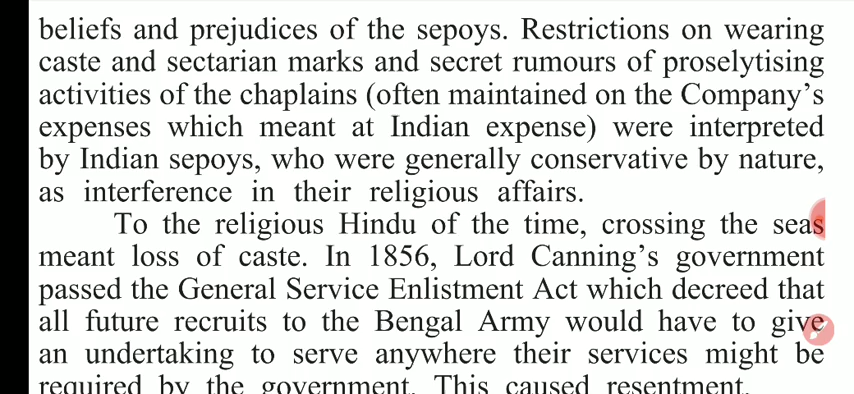 beliefs and prejudices of the sepoys. Restrictions on wearing
caste and sectarian marks and secret rumours of proselytising
activities of the chaplains (often maintained on the Company's
expenses which meant at Indian expense) were interpreted
by Indian sepoys, who were generally conservative by nature,
as interference in their religious affairs.
To the religious Hindu of the time, crossing the seas
meant loss of caste. In 1856, Lord Canning's government
passed the General Service Enlistment Act which decreed that
all future recruits to the Bengal Army would have to give
an undertaking to serve anywhere their services might be
required by the government. This caused resentment.